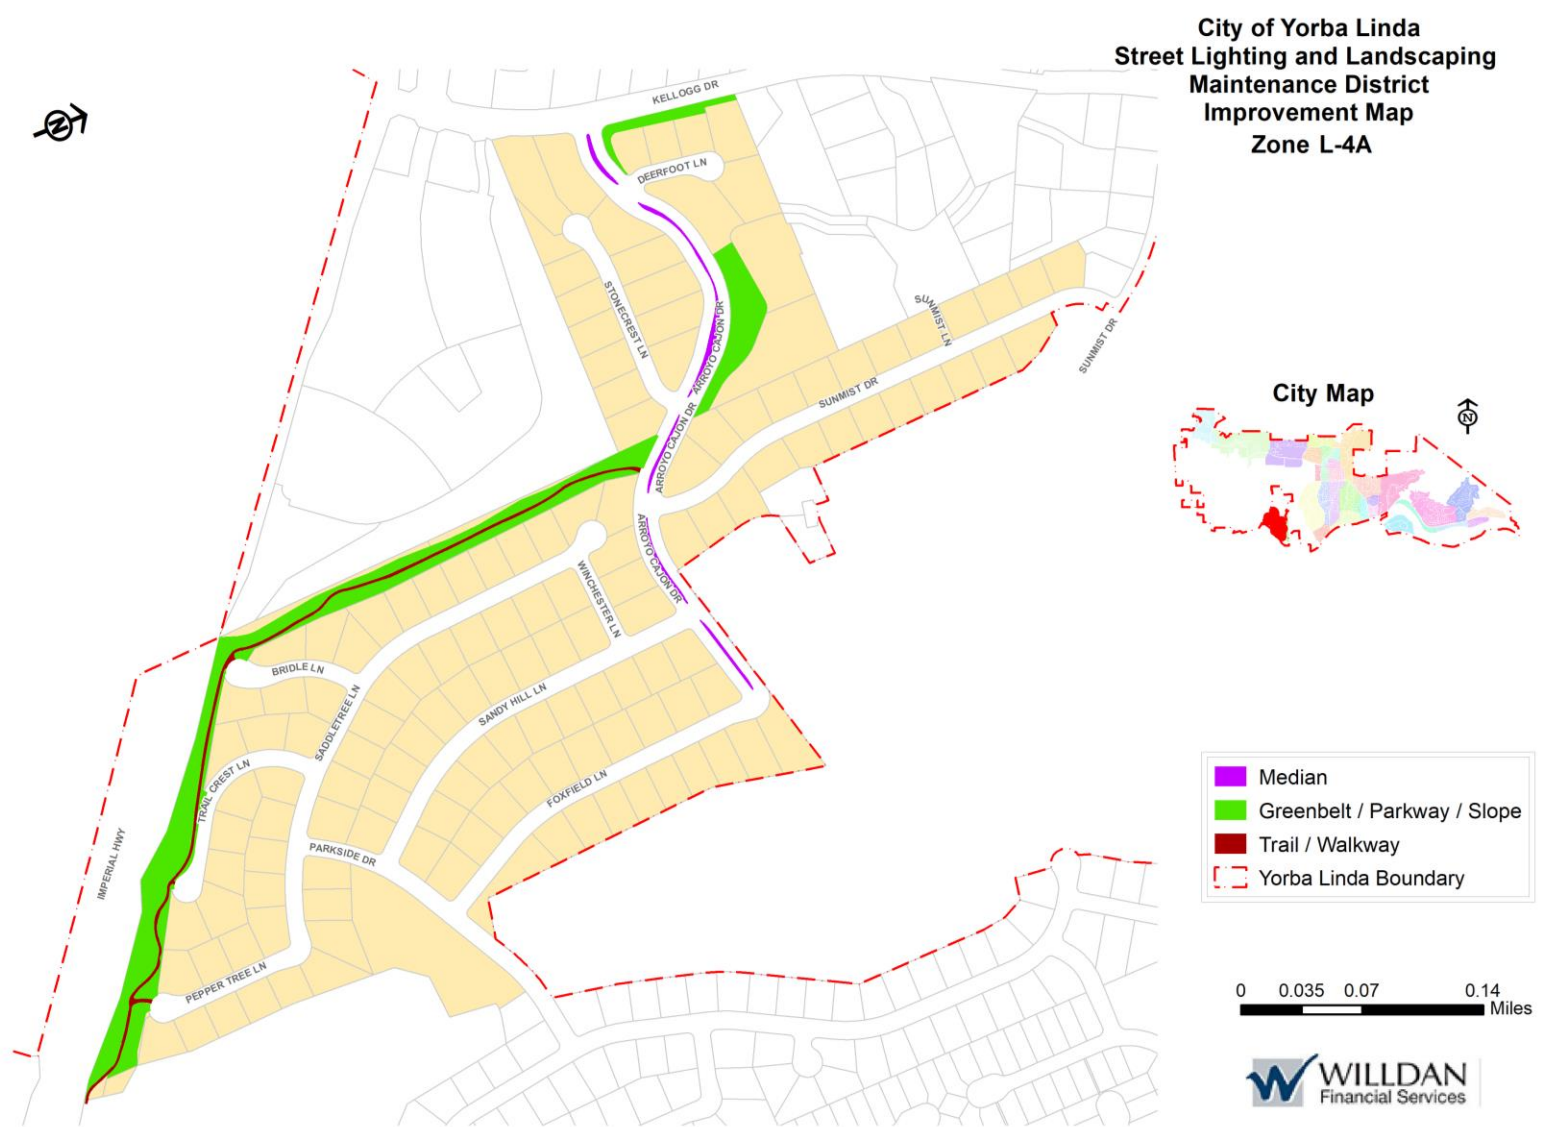 City of Yorba Linda
Street Lighting and Landscaping
Maintenance District
Improvement Map
Zone L-4A
N
KELLOGG DR
DEERFOOT LN
STONECREST LN
ARROYO CAJON DR
SUNMIST LN
SUNMIST DR
SUNMIST DR
ARROYO CAJON DR
ARROYO CAJON DR
WINCHESTER LN
BRIDLE LN
SADDLETREE LN
SANDY HILL LN
TRAIL CREST LN
FOXFIELD LN
PARKSIDE DR
IMPERIAL HWY
PEPPER TREE LN
City Map
N
Median
Greenbelt / Parkway / Slope
Trail / Walkway
Yorba Linda Boundary
0 0.035 0.07 0.14
Miles
WILLDAN
Financial Services